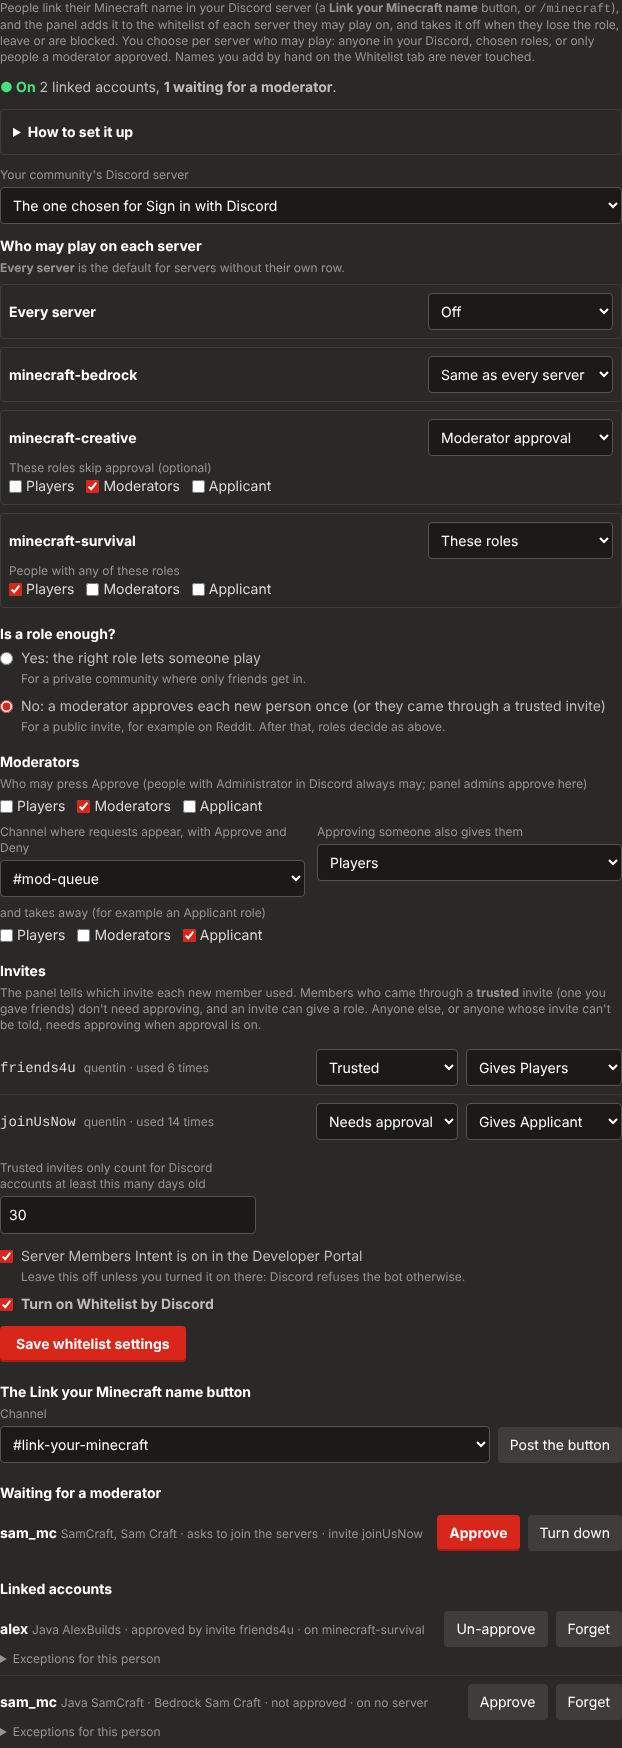 People link their Minecraft name in your Discord server (a Link your Minecraft name button, or /minecraft),
and the panel adds it to the whitelist of each server they may play on, and takes it off when they lose the role,
leave or are blocked. You choose per server who may play: anyone in your Discord, chosen roles, or only
people a moderator approved. Names you add by hand on the Whitelist tab are never touched.
On 2 linked accounts, 1 waiting for a moderator.
How to set it up
Your community's Discord server
The one chosen for Sign in with Discord
Who may play on each server
Every server is the default for servers without their own row.
Every server Off
minecraft-bedrock Same as every server
minecraft-creative Moderator approval
These roles skip approval (optional)
Players Moderators Applicant
minecraft-survival These roles
People with any of these roles
Players Moderators Applicant
Is a role enough?
Yes: the right role lets someone play
For a private community where only friends get in.
No: a moderator approves each new person once (or they came through a trusted invite)
For a public invite, for example on Reddit. After that, roles decide as above.
Moderators
Who may press Approve (people with Administrator in Discord always may; panel admins approve here)
Players Moderators Applicant
Channel where requests appear, with Approve and
Deny
#mod-queue
Approving someone also gives them
Players
and takes away (for example an Applicant role)
Players Moderators Applicant
Invites
The panel tells which invite each new member used. Members who came through a trusted invite (one you
gave friends) don't need approving, and an invite can give a role. Anyone else, or anyone whose invite can't
be told, needs approving when approval is on.
friends4u quentin · used 6 times Trusted Gives Players
joinUsNow quentin · used 14 times Needs approval Gives Applicant
Trusted invites only count for Discord
accounts at least this many days old
30
Server Members Intent is on in the Developer Portal
Leave this off unless you turned it on there: Discord refuses the bot otherwise.
Turn on Whitelist by Discord
Save whitelist settings
The Link your Minecraft name button
Channel
#link-your-minecraft Post the button
Waiting for a moderator
sam_mc SamCraft, Sam Craft · asks to join the servers · invite joinUsNow Approve Turn down
Linked accounts
alex Java AlexBuilds · approved by invite friends4u · on minecraft-survival Un-approve Forget
Exceptions for this person
sam_mc Java SamCraft · Bedrock Sam Craft · not approved · on no server Approve Forget
Exceptions for this person